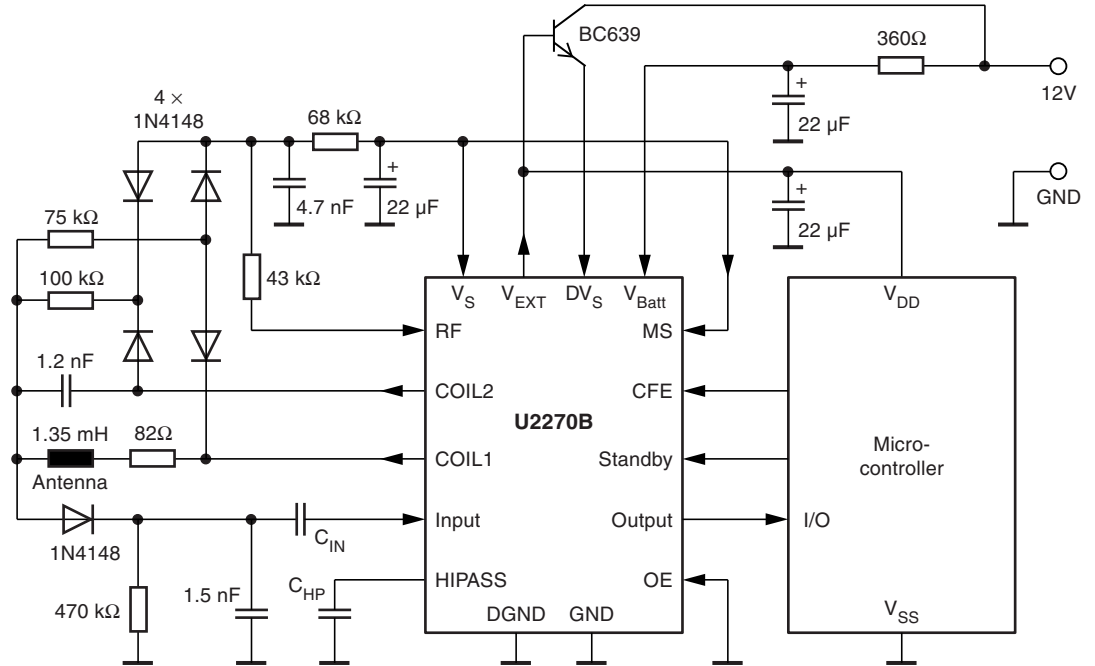 BC639
360Ω
12V
+
22 µF
4 ×
1N4148
68 kΩ
4.7 nF
+
22 µF
+
22 µF
GND
75 kΩ
100 kΩ
43 kΩ
1.2 nF
1.35 mH
82Ω
Antenna
1N4148
470 kΩ
1.5 nF
C_IN
C_HP
V_S
V_EXT
DV_S
V_Batt
RF
MS
COIL2
CFE
U2270B
COIL1
Standby
Input
Output
HIPASS
OE
DGND
GND
V_DD
Micro-
controller
I/O
V_SS